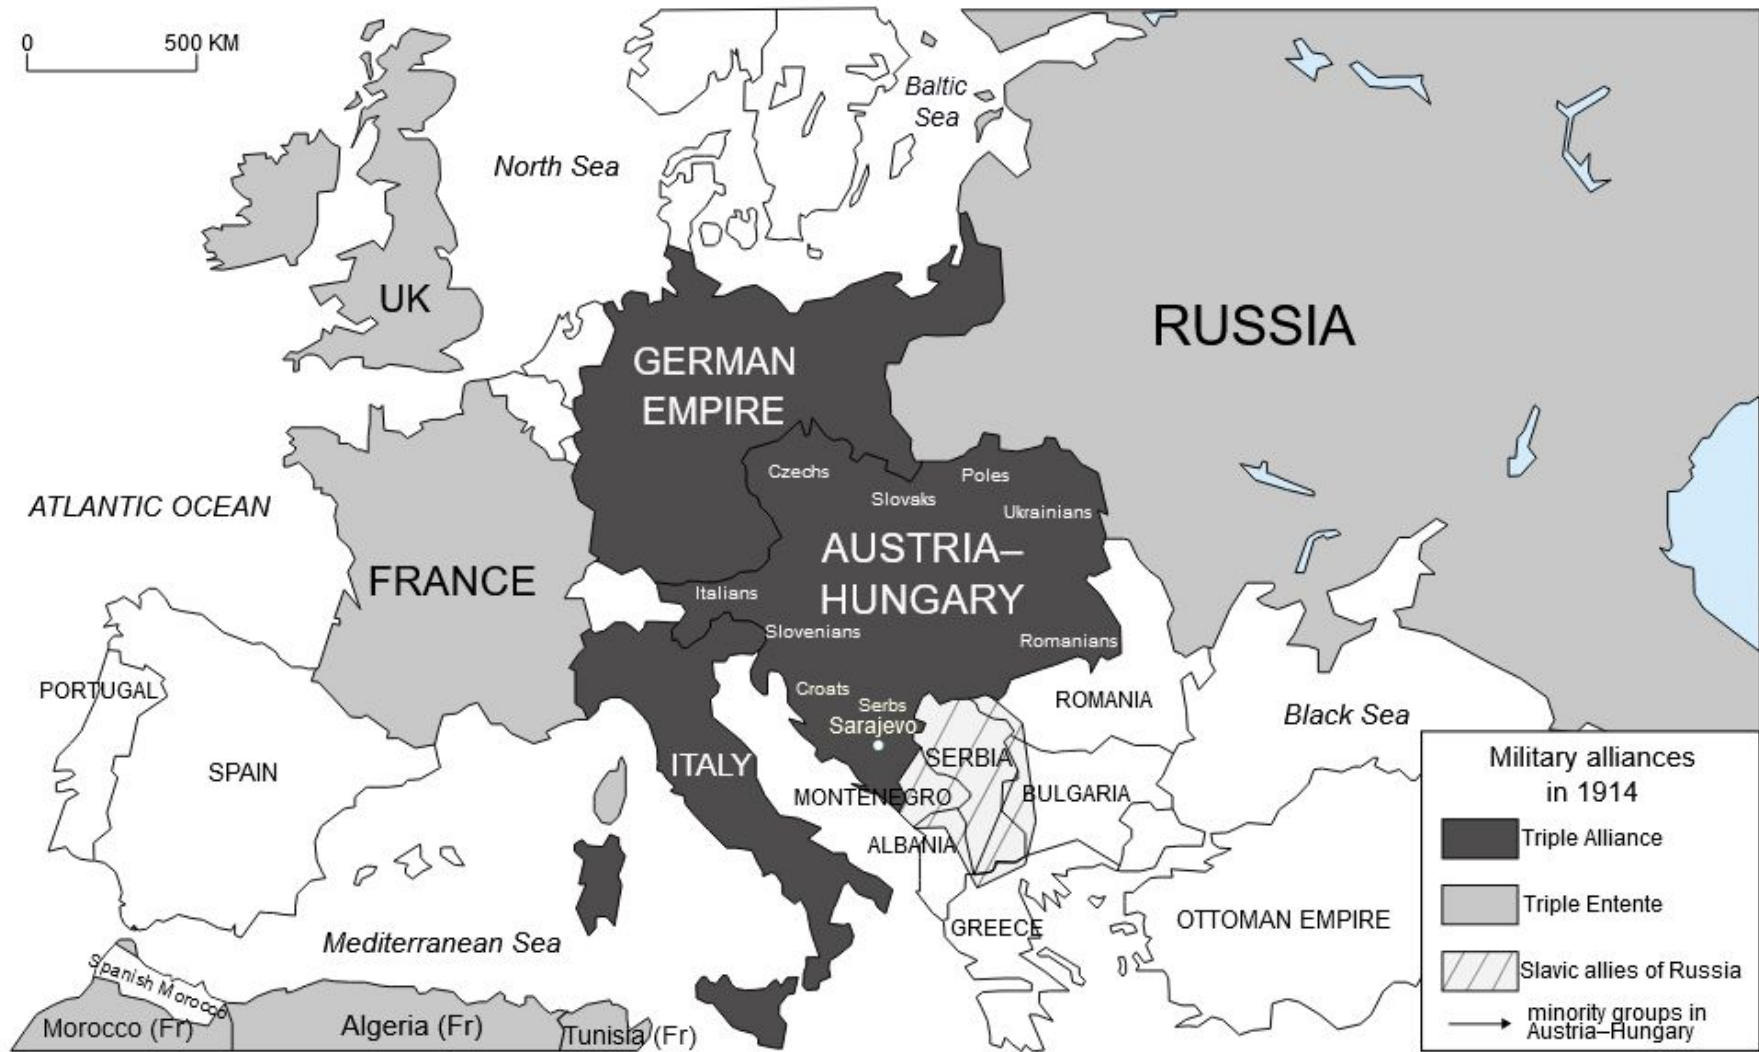 0 500 KM
Baltic
Sea
North Sea
UK
RUSSIA
GERMAN
EMPIRE
Czechs
Poles
Slovaks
Ukrainians
ATLANTIC OCEAN
AUSTRIA–
HUNGARY
FRANCE
Italians
Slovenians
Romanians
PORTUGAL
Croats
Serbs
Sarajevo
ROMANIA
Black Sea
SPAIN
ITALY
SERBIA
MONTENEGRO
BULGARIA
ALBANIA
GREECE
OTTOMAN EMPIRE
Mediterranean Sea
Spanish Morocco
Morocco (Fr)
Algeria (Fr)
Tunisia (Fr)
Military alliances
in 1914
Triple Alliance
Triple Entente
Slavic allies of Russia
minority groups in
Austria–Hungary